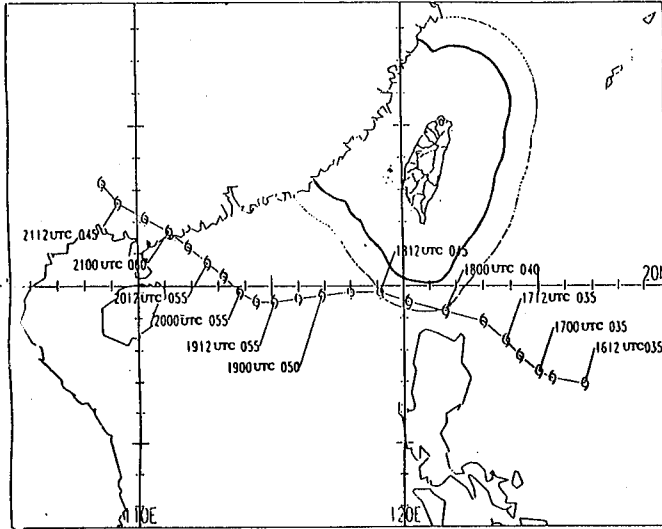 1812 UTC 045
1800 UTC 040
20N
2112 UTC 045
2100 UTC 060
2012 UTC 055
1712 UTC 035
2000 UTC 055
1700 UTC 035
1912 UTC 055
1612 UTC 035
1900 UTC 050
110E
120E